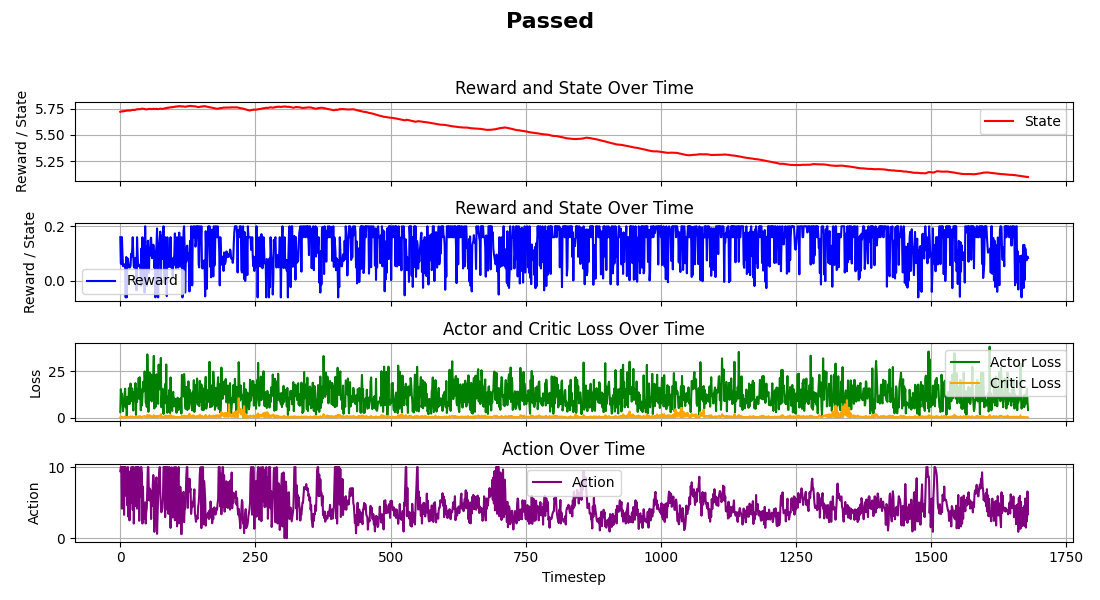 Passed
Reward and State Over Time
Reward / State
5.75
5.50
5.25
State
Reward and State Over Time
Reward / State
0.2
0.0
Reward
Actor and Critic Loss Over Time
Loss
25
0
Actor Loss
Critic Loss
Action Over Time
Action
10
0
Action
0 250 500 750 1000 1250 1500 1750
Timestep